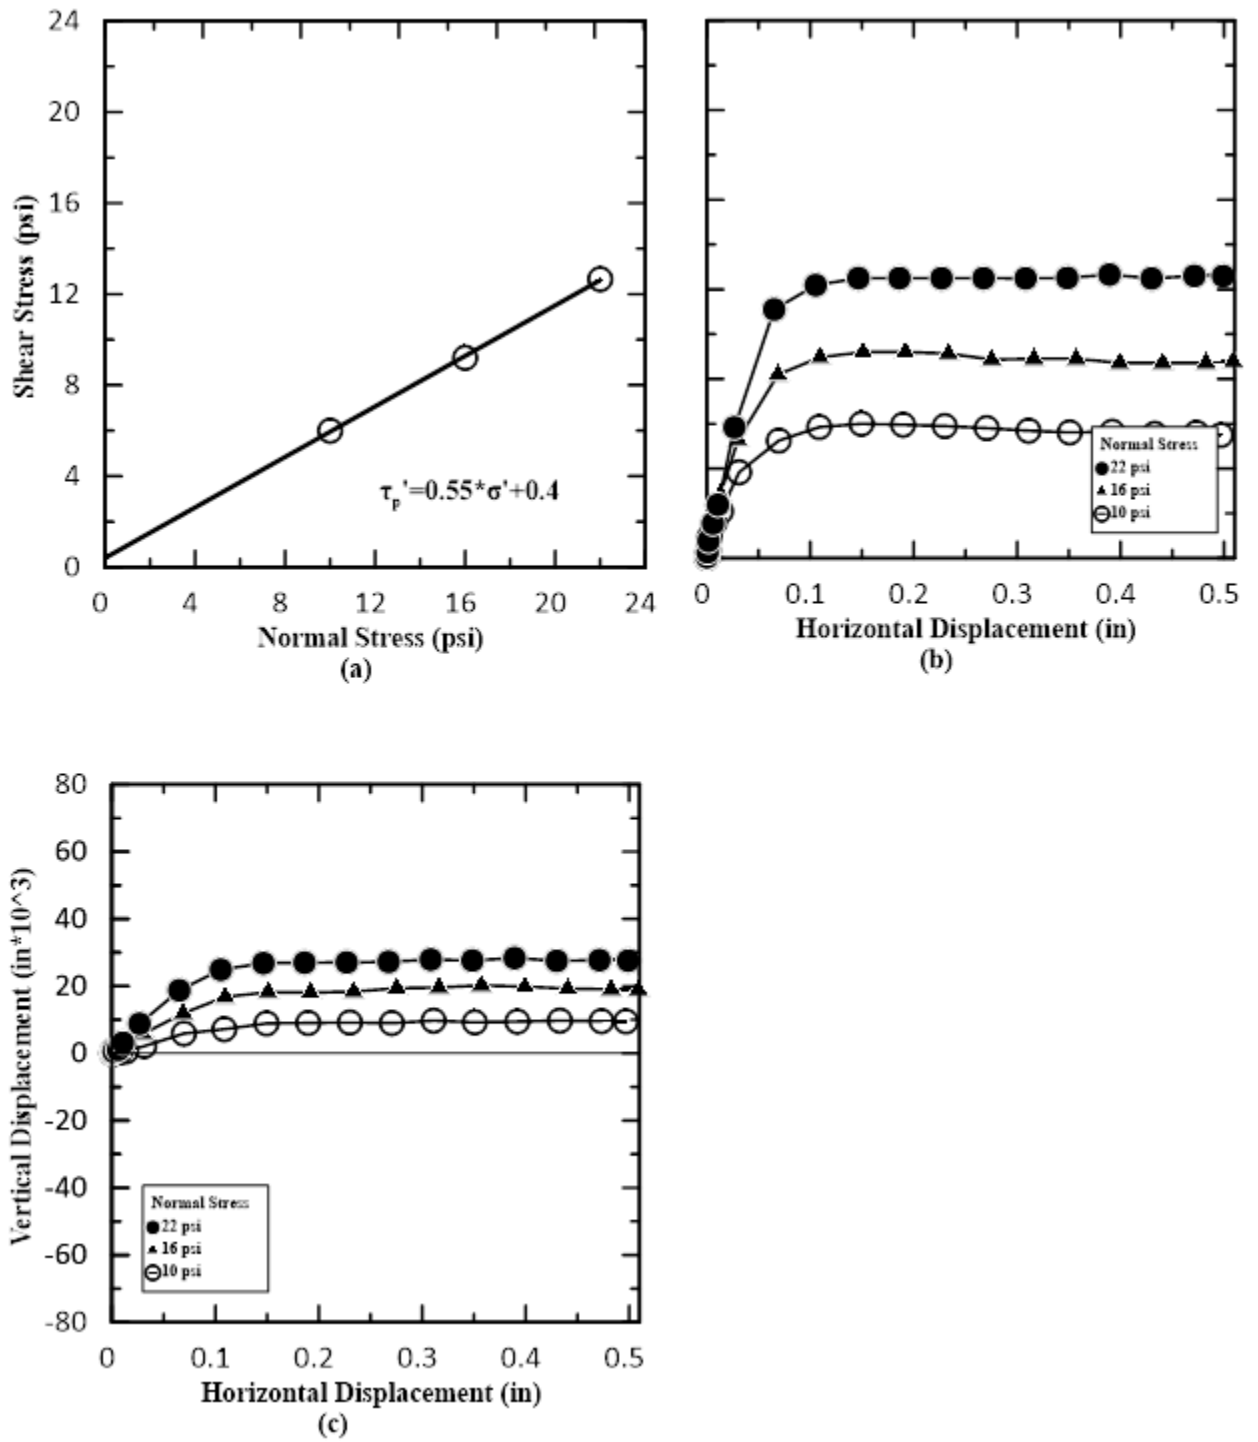 24
20
16
12
8
4
0
Shear Stress (psi)
τp'=0.55*σ'+0.4
0 4 8 12 16 20 24
Normal Stress (psi)
(a)
Normal Stress
22 psi
16 psi
10 psi
0 0.1 0.2 0.3 0.4 0.5
Horizontal Displacement (in)
(b)
80
60
40
20
0
-20
-40
-60
-80
Vertical Displacement (in*10^3)
Normal Stress
22 psi
16 psi
10 psi
0 0.1 0.2 0.3 0.4 0.5
Horizontal Displacement (in)
(c)